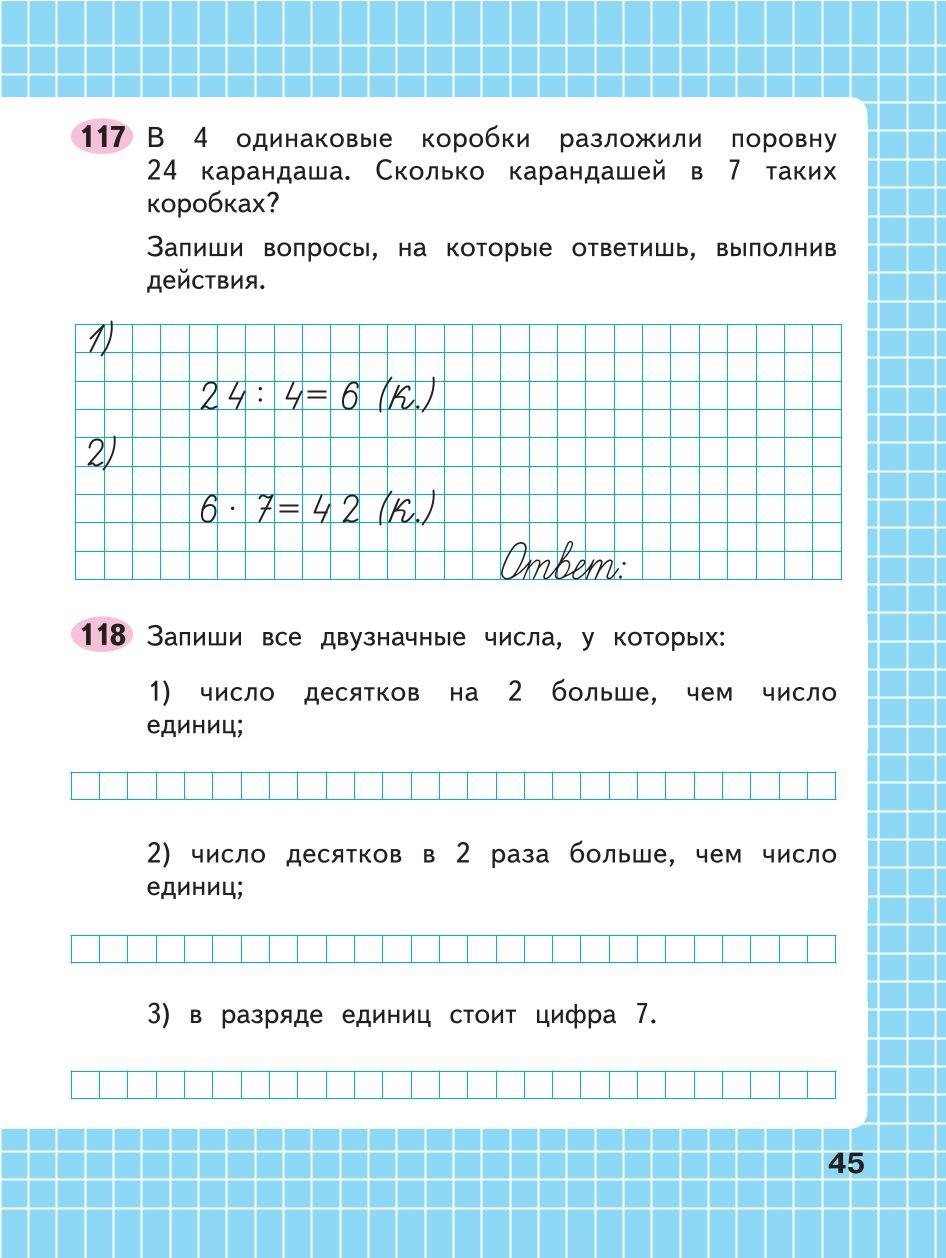 117 В 4 одинаковые коробки разложили поровну
24 карандаша. Сколько карандашей в 7 таких
коробках?
Запиши вопросы, на которые ответишь, выполнив
действия.
1)
24 : 4 = 6 (к.)
2)
6 · 7 = 42 (к.)
Ответ:
118 Запиши все двузначные числа, у которых:
1) число десятков на 2 больше, чем число
единиц;
2) число десятков в 2 раза больше, чем число
единиц;
3) в разряде единиц стоит цифра 7.
45